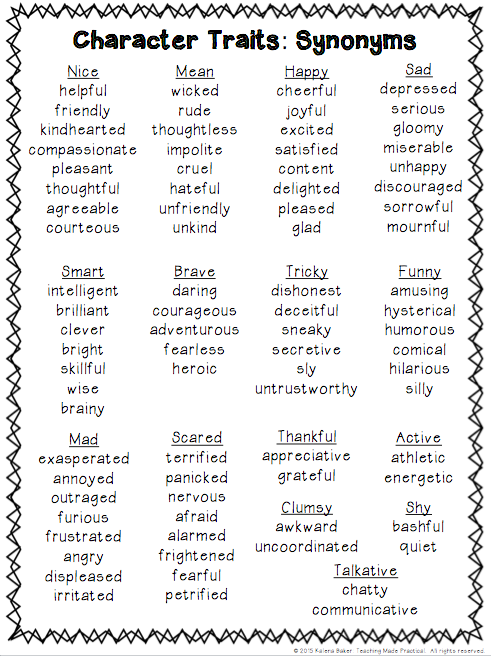 Character Traits: Synonyms
Nice
helpful
friendly
kindhearted
compassionate
pleasant
thoughtful
agreeable
courteous
Mean
wicked
rude
thoughtless
impolite
cruel
hateful
unfriendly
unkind
Happy
cheerful
joyful
excited
satisfied
content
delighted
pleased
glad
Sad
depressed
serious
gloomy
miserable
unhappy
discouraged
sorrowful
mournful
Smart
intelligent
brilliant
clever
bright
skillful
wise
brainy
Brave
daring
courageous
adventurous
fearless
heroic
Tricky
dishonest
deceitful
sneaky
secretive
sly
untrustworthy
Funny
amusing
hysterical
humorous
comical
hilarious
silly
Mad
exasperated
annoyed
outraged
furious
frustrated
angry
displeased
irritated
Scared
terrified
panicked
nervous
afraid
alarmed
frightened
fearful
petrified
Thankful
appreciative
grateful
Active
athletic
energetic
Clumsy
awkward
uncoordinated
Shy
bashful
quiet
Talkative
chatty
communicative
© 2015 Kalena Baker. Teaching Made Practical. All rights reserved.